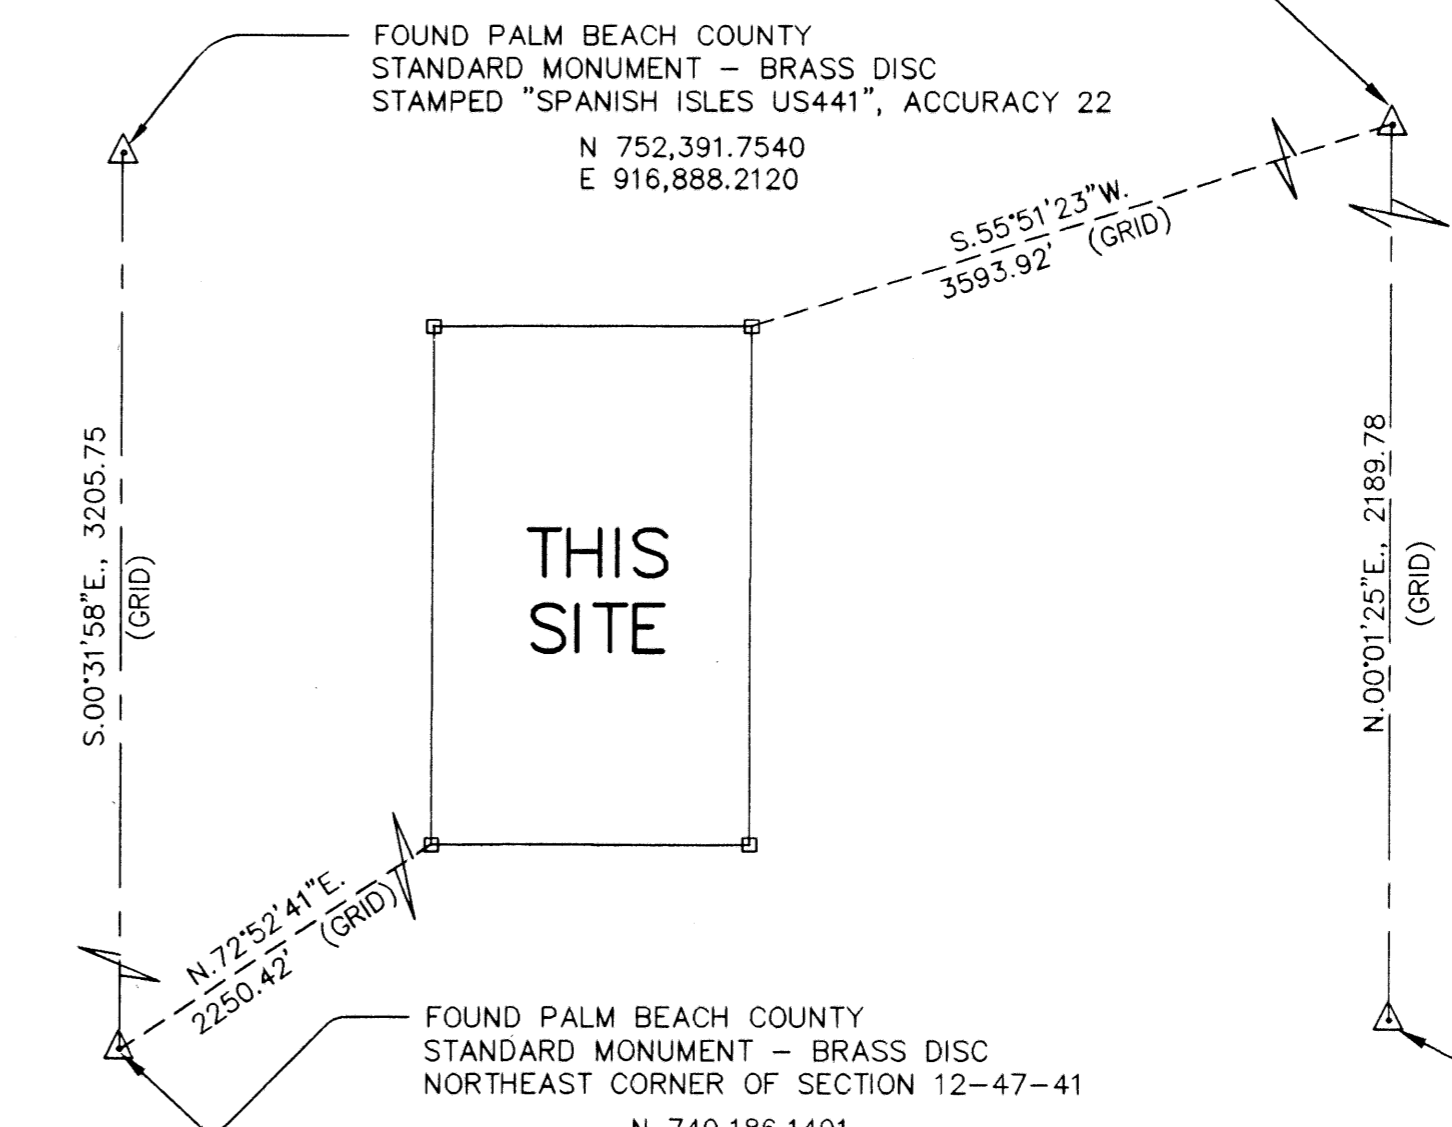 FOUND PALM BEACH COUNTY
STANDARD MONUMENT – BRASS DISC
STAMPED "SPANISH ISLES US441", ACCURACY 22
N 752,391.7540
E 916,888.2120
S.55°51'23"W.
3593.92' (GRID)
S.00°31'58"E., 3205.75
(GRID)
THIS
SITE
N.00°01'25"E., 2189.78
(GRID)
N.72°52'41"E.
2250.42' (GRID)
FOUND PALM BEACH COUNTY
STANDARD MONUMENT – BRASS DISC
NORTHEAST CORNER OF SECTION 12–47–41